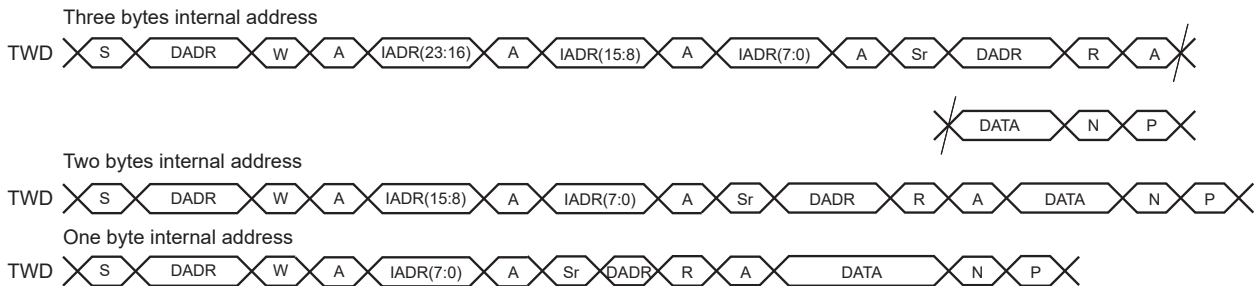 Three bytes internal address
TWD S DADR W A IADR(23:16) A IADR(15:8) A IADR(7:0) A Sr DADR R A
DATA N P
Two bytes internal address
TWD S DADR W A IADR(15:8) A IADR(7:0) A Sr DADR R A DATA N P
One byte internal address
TWD S DADR W A IADR(7:0) A Sr DADR R A DATA N P